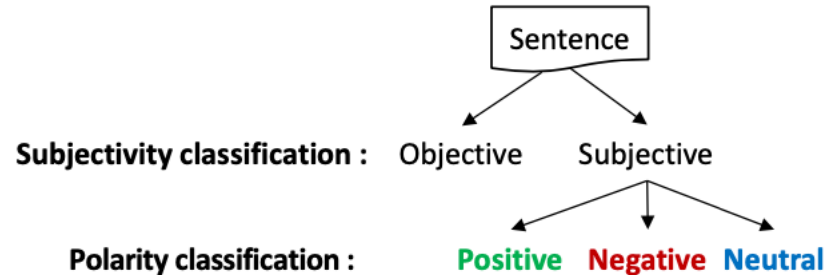 Sentence
Subjectivity classification : Objective Subjective
Polarity classification : Positive Negative Neutral